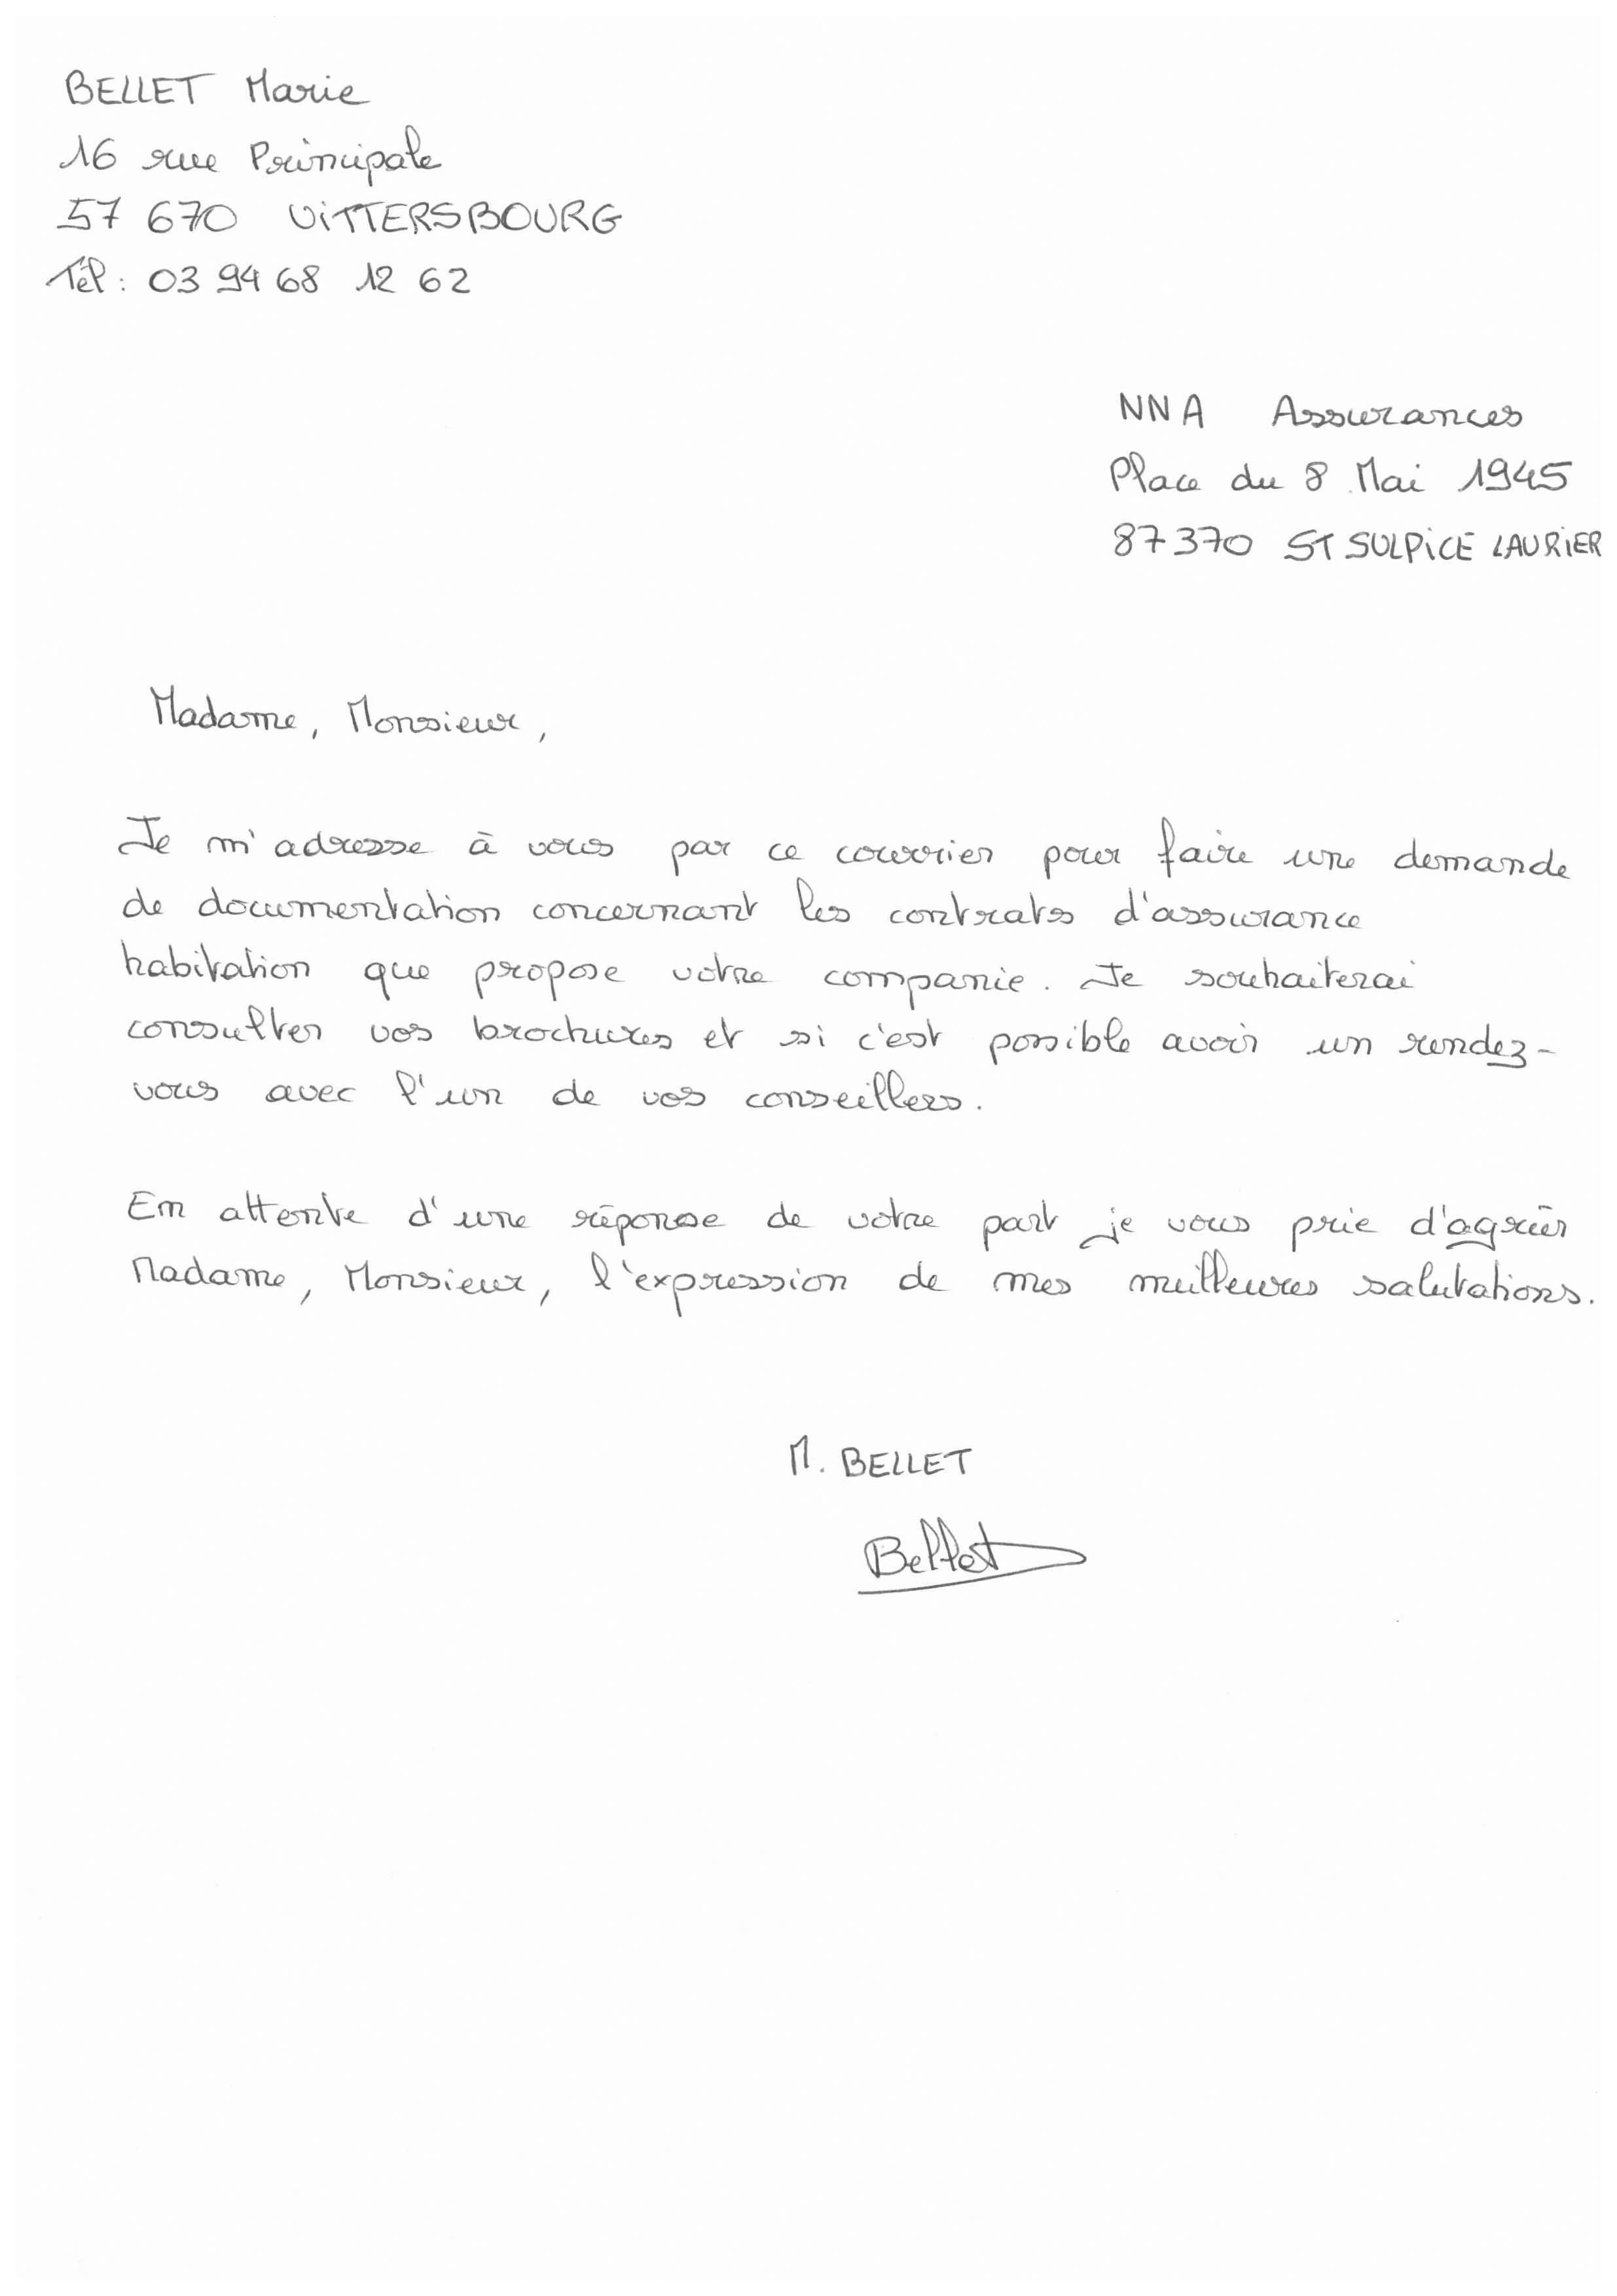 BELLET Marie
16 rue Principale
57 670 ViTTERSBOURG
Tél : 03 94 68 12 62
NNA Assurances
Place du 8 Mai 1945
87370 ST SULPiCE LAURiER
Madame, Monsieur,
Je m'adresse à vous par ce courrier pour faire une demande
de documentation concernant les contrats d'assurance
habitation que propose votre companie. Je souhaiterai
consulter vos brochures et si c'est possible avoir un rendez-
vous avec l'un de vos conseillers.
En attente d'une réponse de votre part je vous prie d'agréér
Madame, Monsieur, l'expression de mes meilleures salutations.
M. BELLET
Bellet